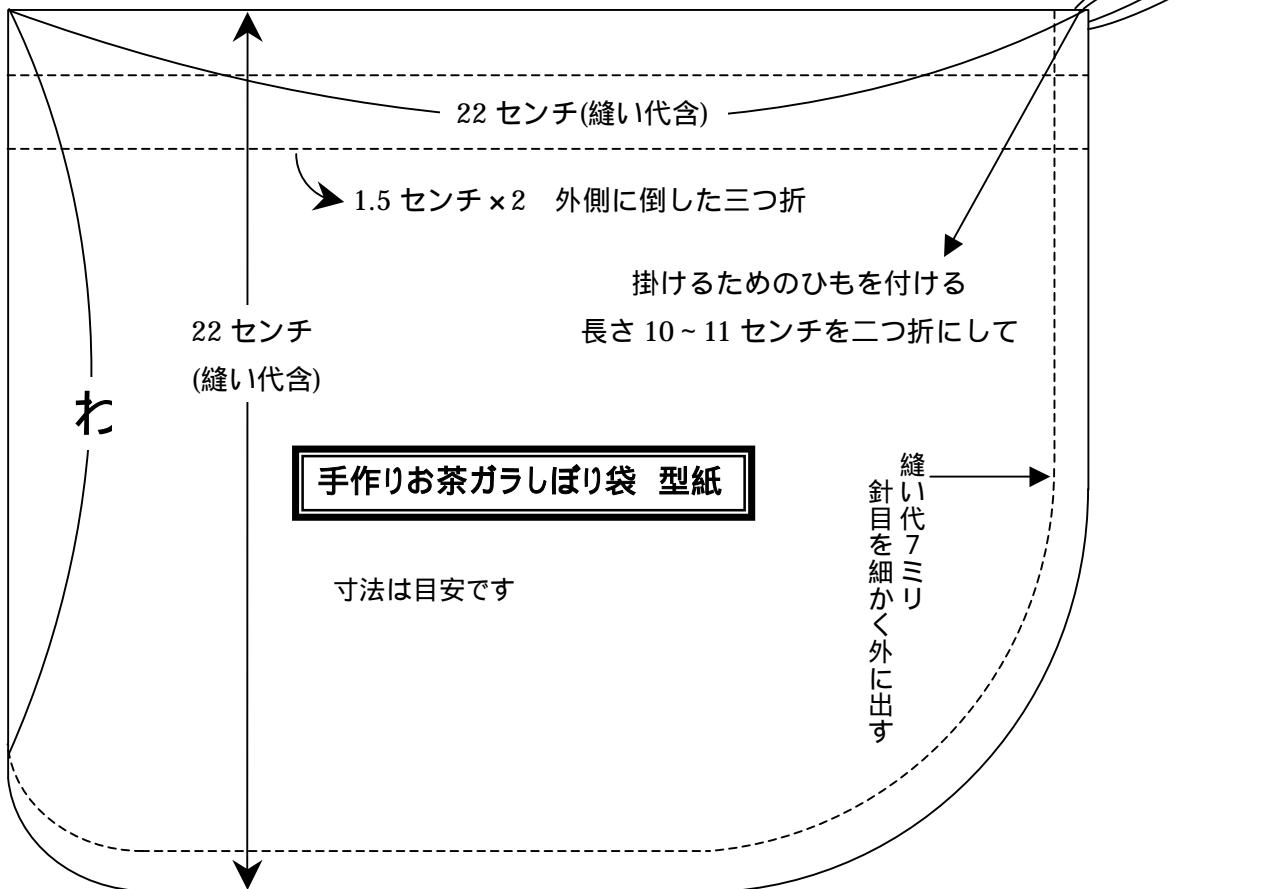 22 センチ(縫い代含)
1.5 センチ×2　外側に倒した三つ折
掛けるためのひもを付ける
長さ 10~11 センチを二つ折にして
22 センチ
(縫い代含)
わ
手作りお茶ガラしぼり袋　型紙
縫い代７ミリ
針目を細かく外に出す
寸法は目安です